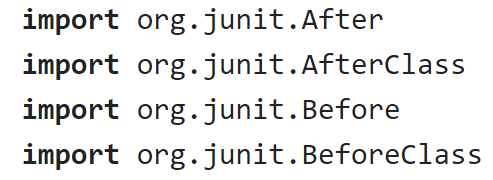 import org.junit.After
import org.junit.AfterClass
import org.junit.Before
import org.junit.BeforeClass